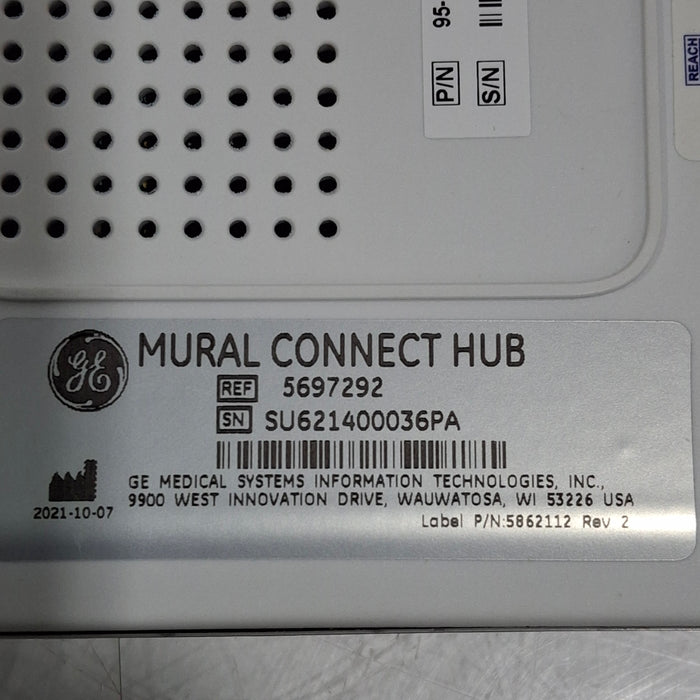 95-
P/N
S/N
REACH
GE
MURAL CONNECT HUB
REF 5697292
SN SU621400036PA
GE MEDICAL SYSTEMS INFORMATION TECHNOLOGIES, INC.,
9900 WEST INNOVATION DRIVE, WAUWATOSA, WI 53226 USA
2021-10-07
Label P/N:5862112 Rev 2